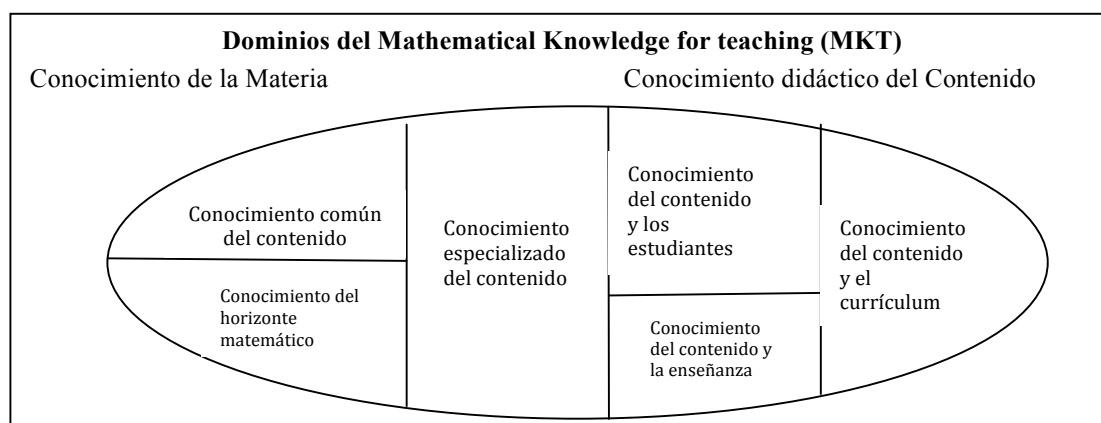 Dominios del Mathematical Knowledge for teaching (MKT)
Conocimiento de la Materia
Conocimiento didáctico del Contenido
Conocimiento común
del contenido
Conocimiento del
horizonte
matemático
Conocimiento
especializado
del contenido
Conocimiento
del contenido
y los
estudiantes
Conocimiento
del contenido y
la enseñanza
Conocimiento
del contenido
y el
currículum